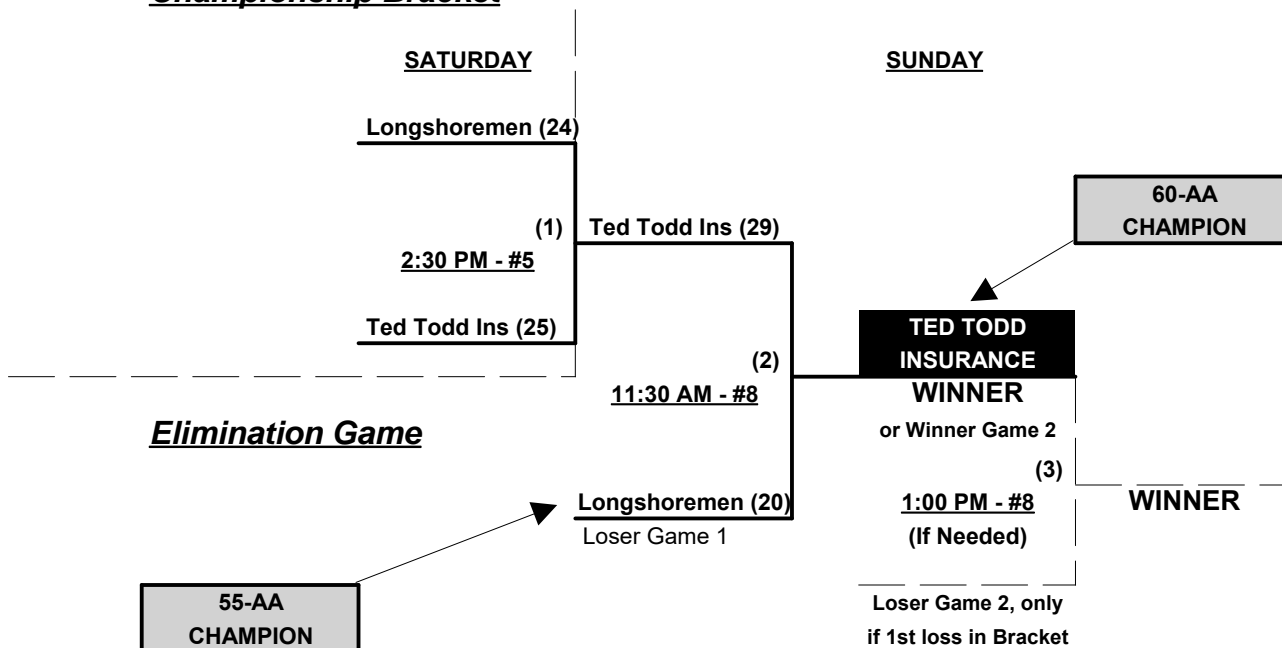 Championship Bracket
SATURDAY
SUNDAY
Longshoremen (24)
60-AA
CHAMPION
(1)
Ted Todd Ins (29)
2:30 PM - #5
Ted Todd Ins (25)
TED TODD
INSURANCE
(2)
11:30 AM - #8
WINNER
or Winner Game 2
Elimination Game
(3)
Longshoremen (20)
Loser Game 1
1:00 PM - #8
(If Needed)
WINNER
55-AA
CHAMPION
Loser Game 2, only
if 1st loss in Bracket